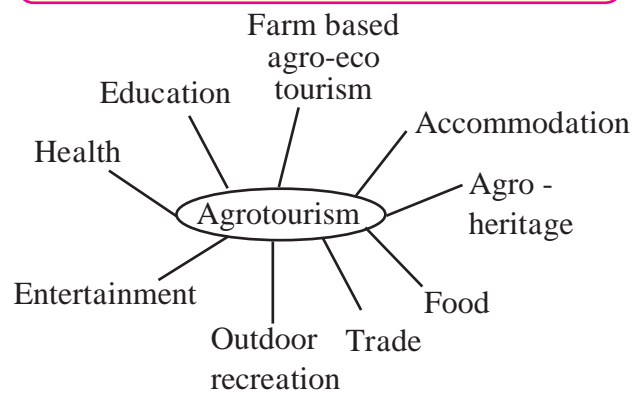 Farm based
agro-eco
tourism
Education
Accommodation
Health
Agro -
heritage
Agrotourism
Entertainment
Food
Outdoor
recreation
Trade